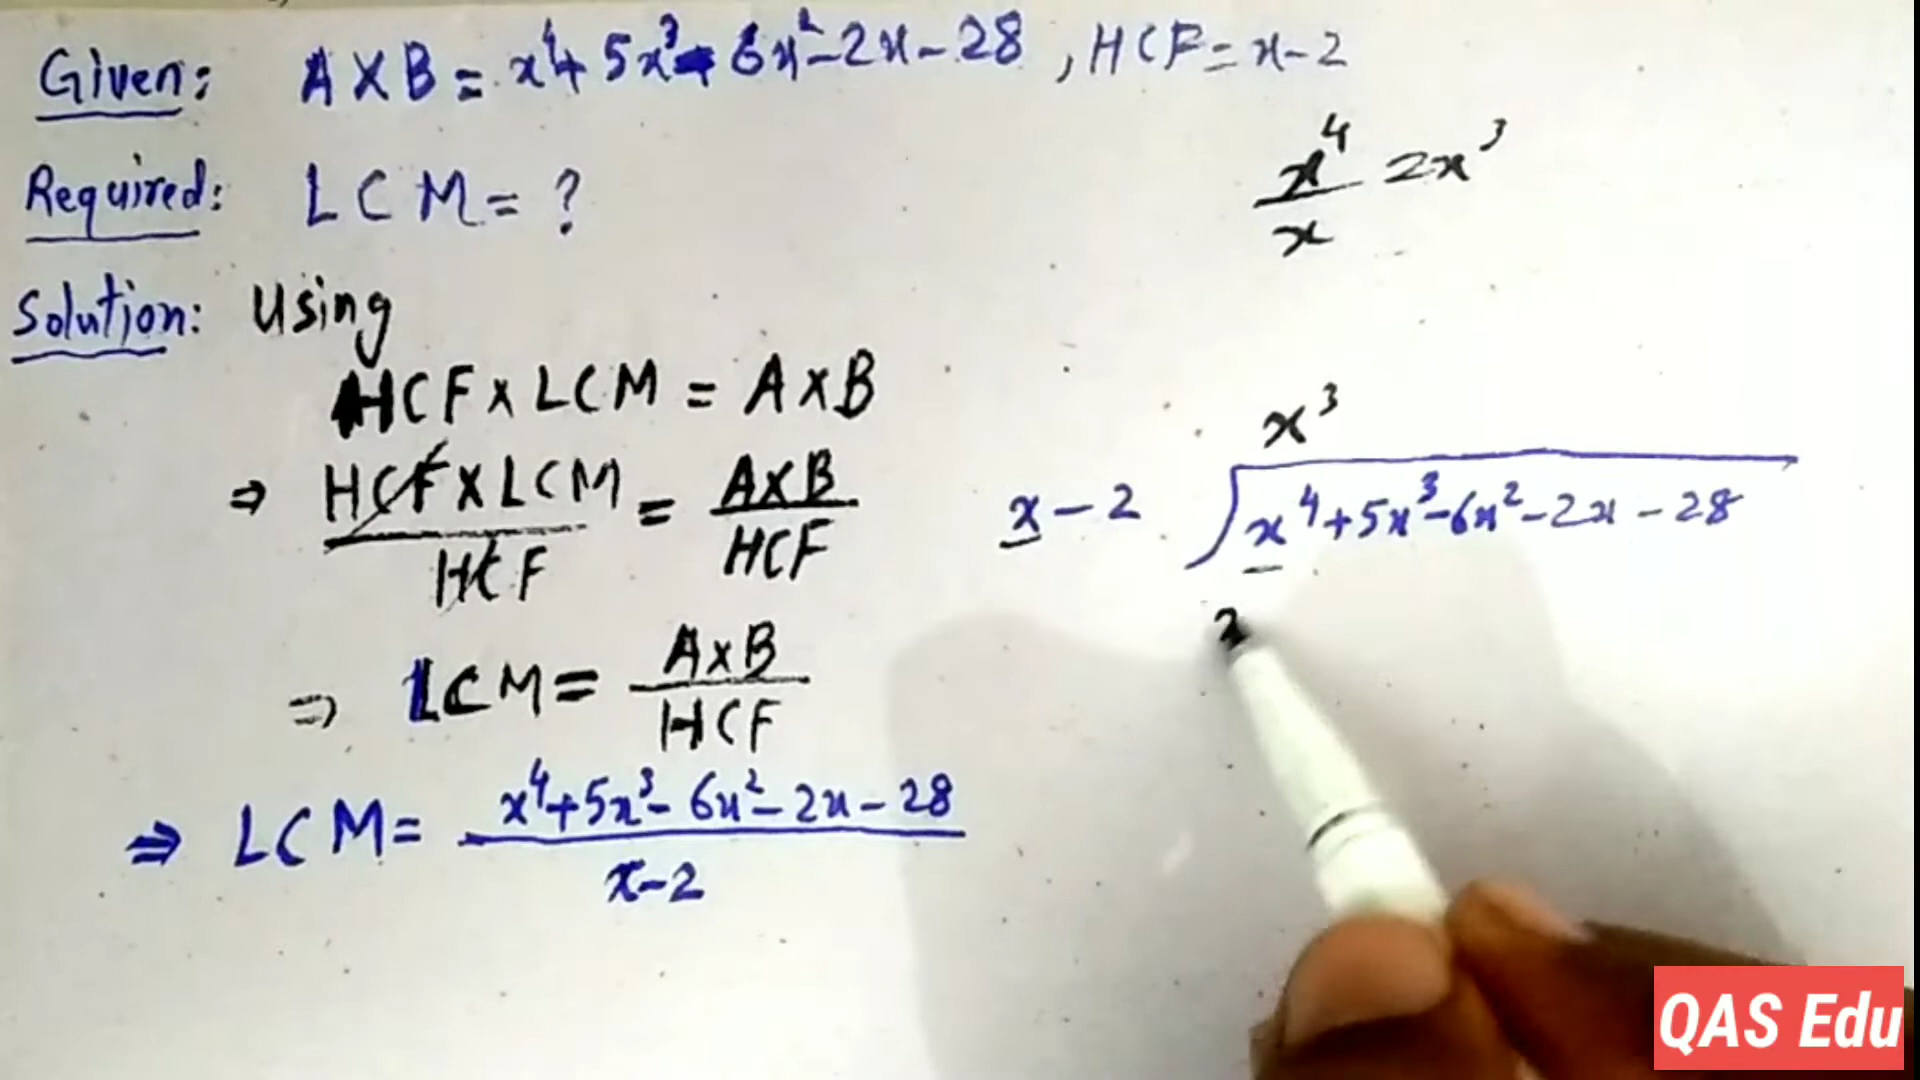 Given: A×B = x⁴+5x³-6x²-2x-28, HCF = x-2
x⁴ 2x³
x
Required: LCM = ?
Solution: Using
HCF × LCM = A×B
⇒ HCF × LCM = A×B
HCF HCF
⇒ LCM = A×B
HCF
⇒ LCM = x⁴+5x³-6x²-2x-28
x-2
x³
x-2 x⁴+5x³-6x²-2x-28
QAS Edu